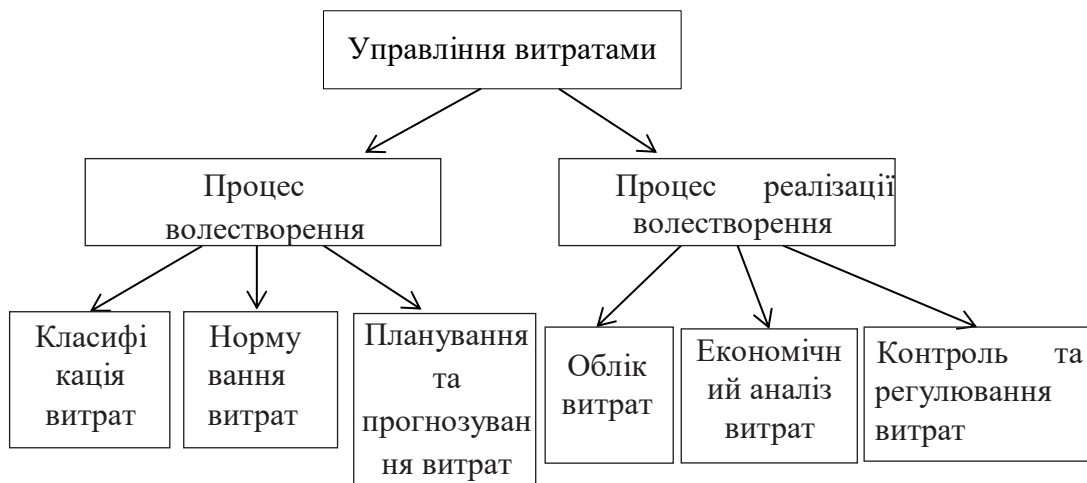 Управління витратами
Процес
волестворення
Процес реалізації
волестворення
Класифі
кація
витрат
Норму
вання
витрат
Планування
та
прогнозуван
ня витрат
Облік
витрат
Економічн
ий аналіз
витрат
Контроль та
регулювання
витрат